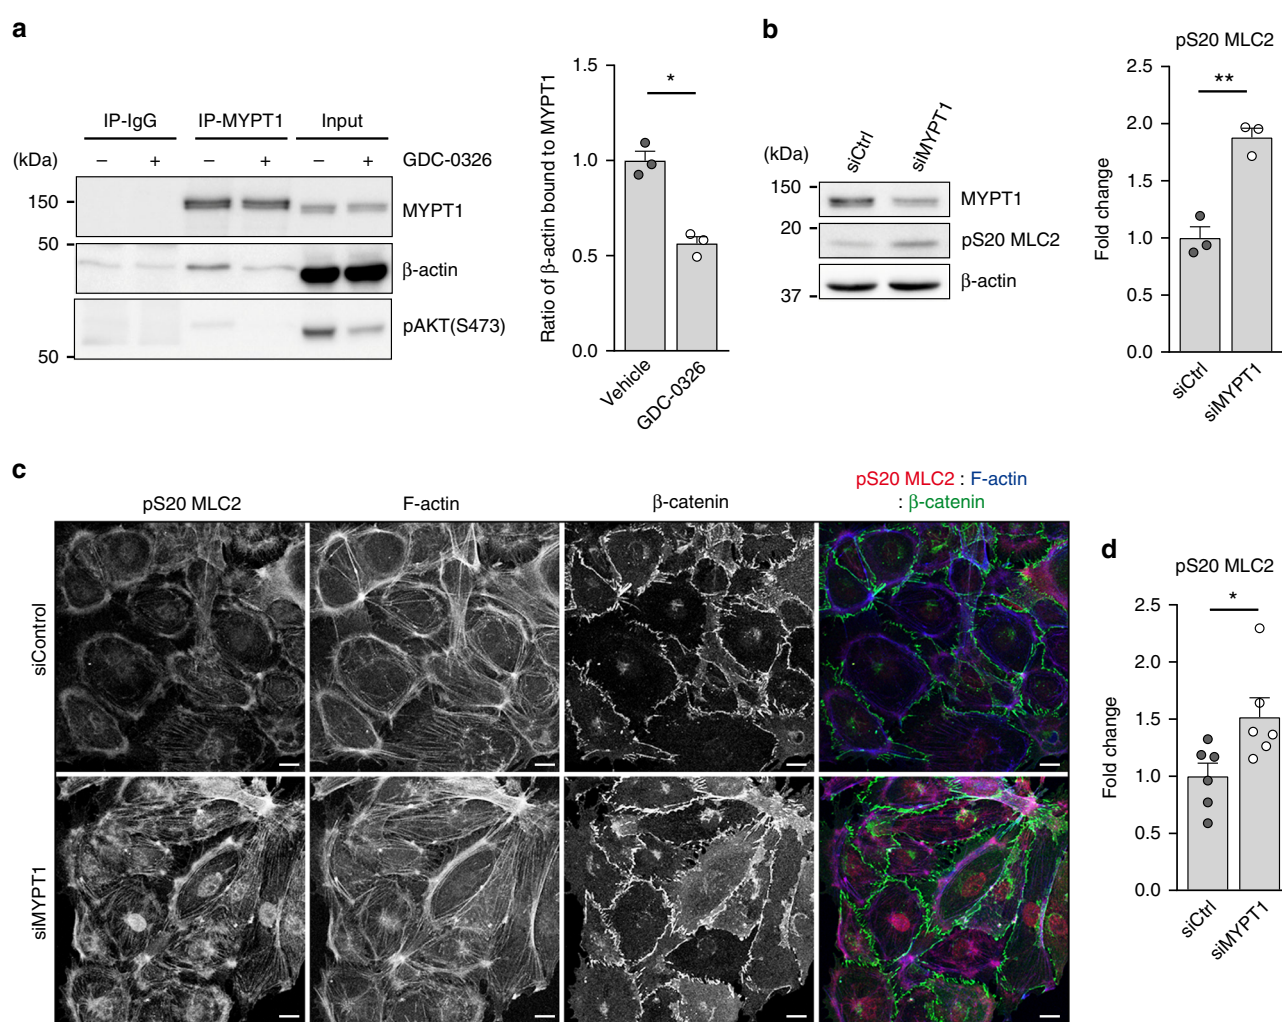 a
IP-IgG IP-MYPT1 Input
(kDa) – + – + – + GDC-0326
150 MYPT1
50 β-actin
pAKT(S473)
50
Ratio of β-actin bound to MYPT1
1.5
1.0
0.5
0.0
*
Vehicle
GDC-0326
b
siCtrl
siMYPT1
(kDa)
150 MYPT1
20 pS20 MLC2
37 β-actin
pS20 MLC2
Fold change
2.5
2.0
1.5
1.0
0.5
0.0
**
siCtrl
siMYPT1
c
pS20 MLC2 F-actin β-catenin pS20 MLC2 : F-actin
: β-catenin
siControl
siMYPT1
d
pS20 MLC2
Fold change
2.5
2.0
1.5
1.0
0.5
0.0
*
siCtrl
siMYPT1